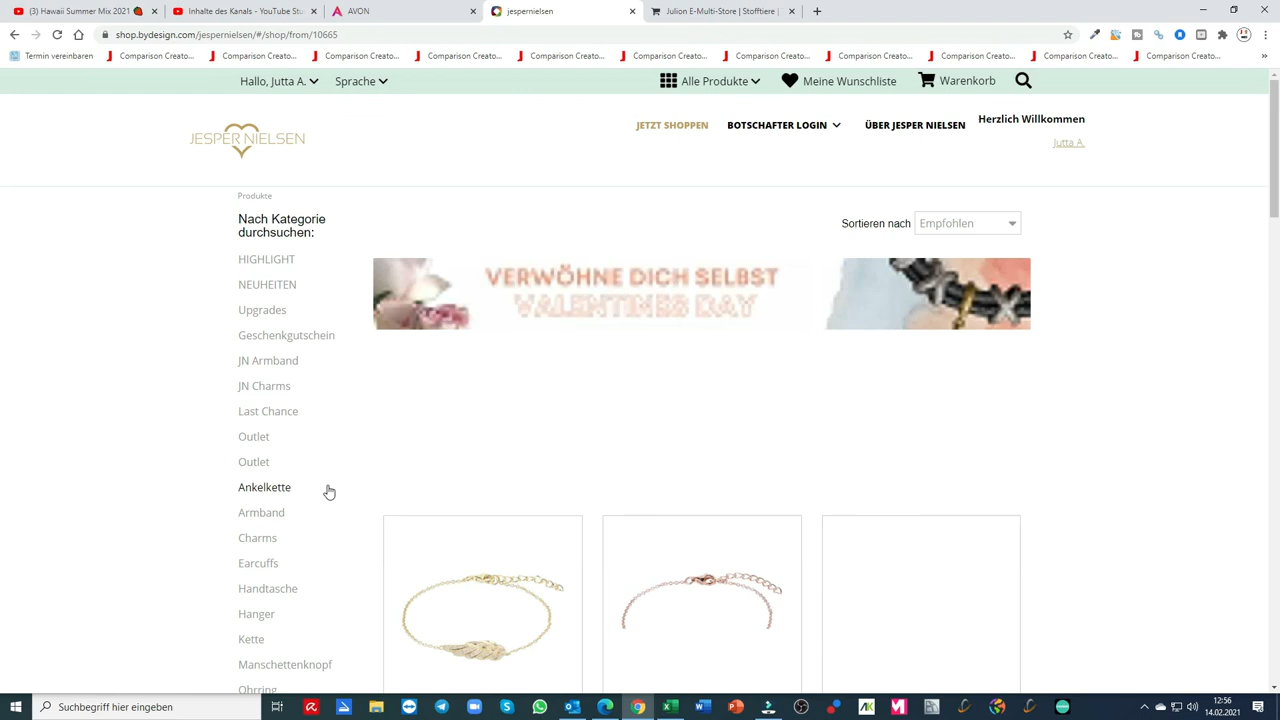 (3) Hawaii Summer Mix 2021
Inhalte des Kanals - YouTube Stu
AVON
jespernielsen
Julion E-Multi-Store | Stofftiere
shop.bydesign.com/jespernielsen/#/shop/from/10665
Termin vereinbaren
Comparison Creato...
Comparison Creato...
Comparison Creato...
Comparison Creato...
Comparison Creato...
Comparison Creato...
Comparison Creato...
Comparison Creato...
Comparison Creato...
Comparison Creato...
Comparison Creato...
Hallo, Jutta A.
Sprache
Alle Produkte
Meine Wunschliste
Warenkorb
JESPER NIELSEN
JETZT SHOPPEN
BOTSCHAFTER LOGIN
ÜBER JESPER NIELSEN
Herzlich Willkommen
Jutta A.
Produkte
Nach Kategorie
durchsuchen:
Sortieren nach
Empfohlen
VERWÖHNE DICH SELBST
VALENTINES DAY
HIGHLIGHT
NEUHEITEN
Upgrades
Geschenkgutschein
JN Armband
JN Charms
Last Chance
Outlet
Outlet
Ankelkette
Armband
Charms
Earcuffs
Handtasche
Hanger
Kette
Manschettenknopf
Ohrring
Suchbegriff hier eingeben
12:56
14.02.2021